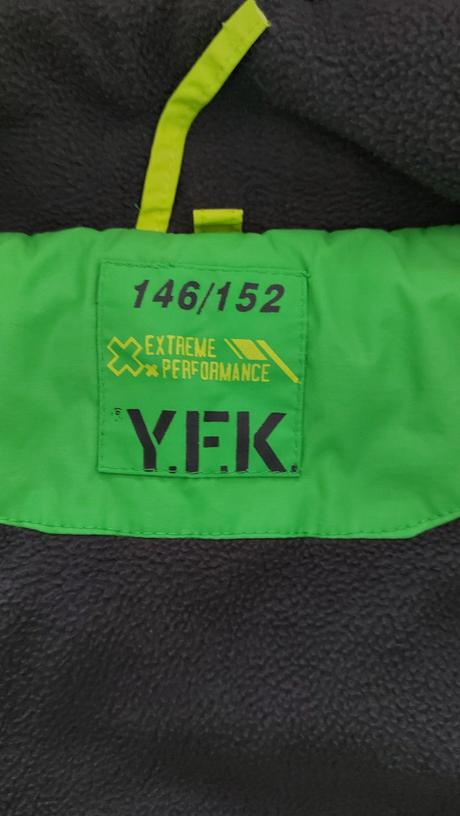 146/152
EXTREME
PERFORMANCE
Y.F.K.